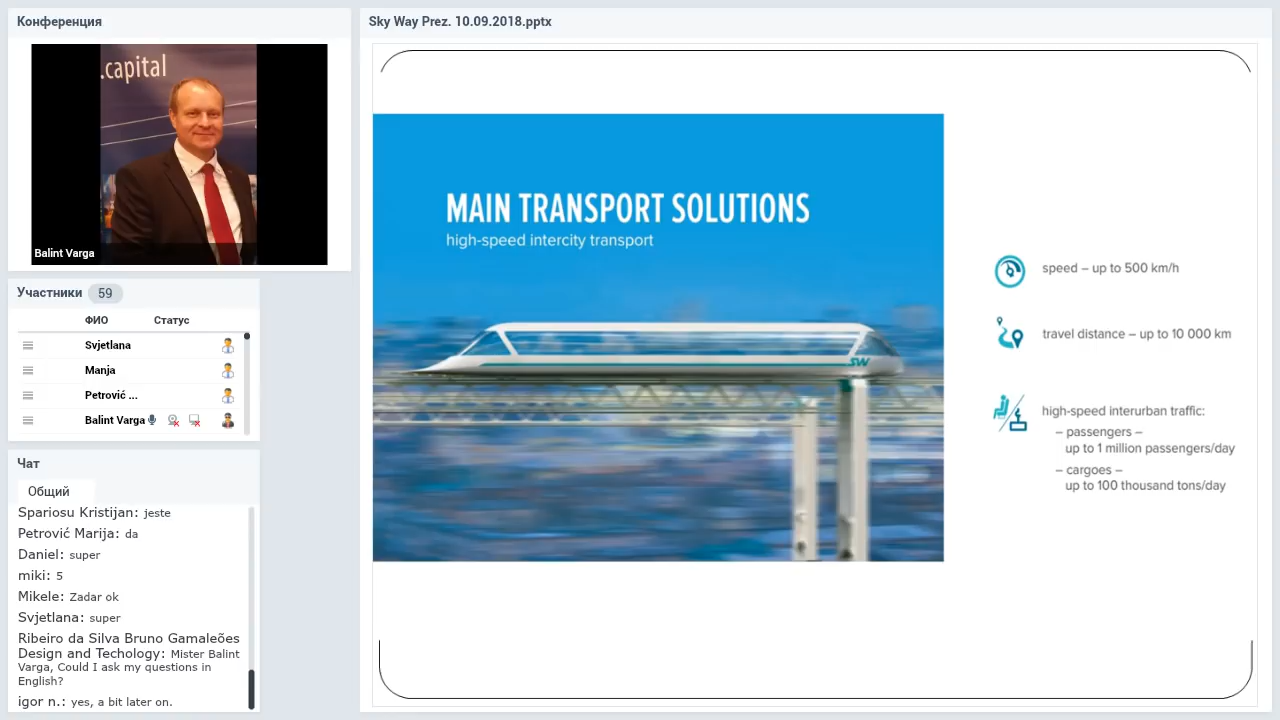 Конференция
.capital
Balint Varga
Участники 59
ФИО Статус
Svjetlana
Manja
Petrović ...
Balint Varga
Чат
Общий
Spariosu Kristijan: jeste
Petrović Marija: da
Daniel: super
miki: 5
Mikele: Zadar ok
Svjetlana: super
Ribeiro da Silva Bruno Gamaleões
Design and Techology: Mister Balint
Varga, Could I ask my questions in
English?
igor n.: yes, a bit later on.
Sky Way Prez. 10.09.2018.pptx
MAIN TRANSPORT SOLUTIONS
high-speed intercity transport
SW
speed – up to 500 km/h
travel distance – up to 10 000 km
high-speed interurban traffic:
– passengers –
up to 1 million passengers/day
– cargoes –
up to 100 thousand tons/day